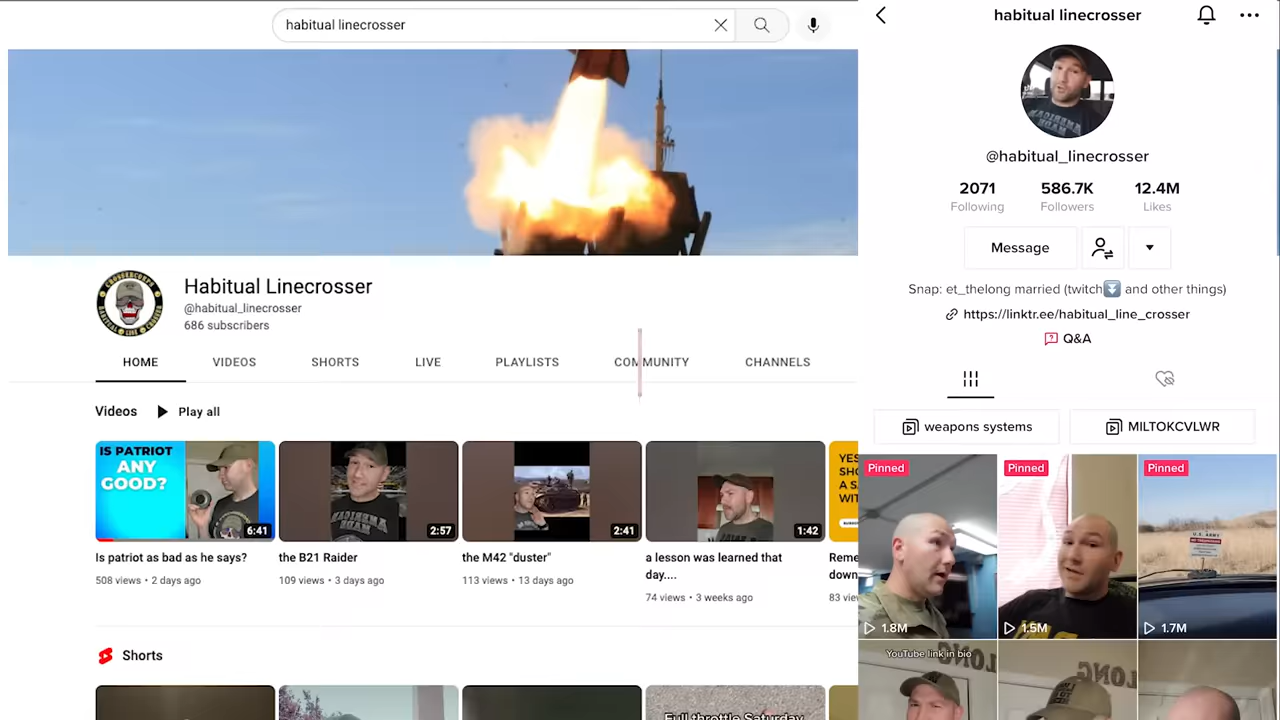 habitual linecrosser
Habitual Linecrosser
@habitual_linecrosser
686 subscribers
HOME
VIDEOS
SHORTS
LIVE
PLAYLISTS
COMMUNITY
CHANNELS
Videos
Play all
IS PATRIOT
ANY
GOOD?
6:41
2:57
2:41
1:42
Is patriot as bad as he says?
508 views • 2 days ago
the B21 Raider
109 views • 3 days ago
the M42 "duster"
113 views • 13 days ago
a lesson was learned that
day....
74 views • 3 weeks ago
Shorts
Full throttle Saturday
habitual linecrosser
@habitual_linecrosser
2071
Following
586.7K
Followers
12.4M
Likes
Message
Snap: et_thelong married (twitch and other things)
https://linktr.ee/habitual_line_crosser
Q&A
weapons systems
MILTOKCVLWR
Pinned
Pinned
Pinned
U.S. ARMY
1.8M
1.5M
1.7M
YouTube link in bio